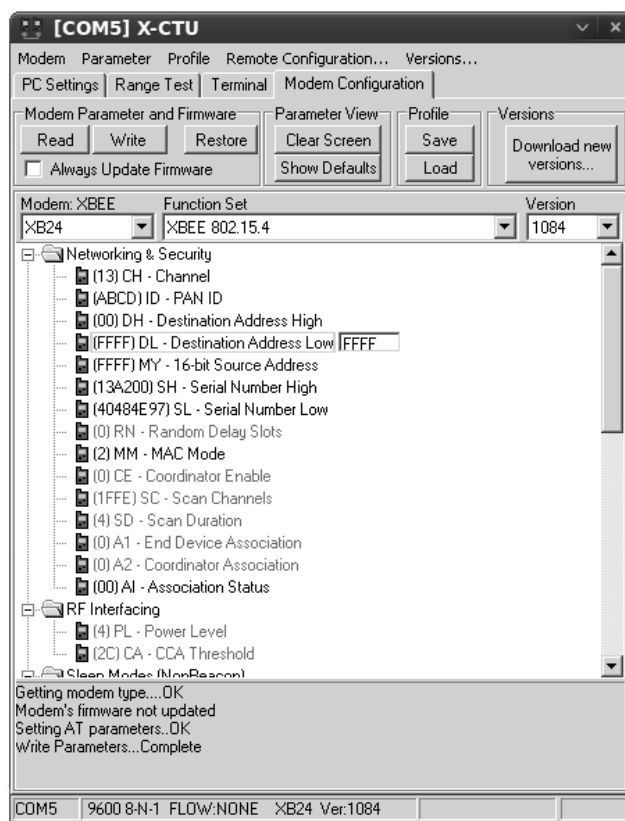 [COM5] X-CTU
Modem Parameter Profile Remote Configuration... Versions...
PC Settings Range Test Terminal Modem Configuration
Modem Parameter and Firmware Parameter View Profile Versions
Read Write Restore Clear Screen Save Download new versions...
Always Update Firmware Show Defaults Load
Modem: XBEE Function Set Version
XB24 XBEE 802.15.4 1084
Networking & Security
(13) CH - Channel
(ABCD) ID - PAN ID
(00) DH - Destination Address High
(FFFF) DL - Destination Address Low FFFF
(FFFF) MY - 16-bit Source Address
(13A200) SH - Serial Number High
(40484E97) SL - Serial Number Low
(0) RN - Random Delay Slots
(2) MM - MAC Mode
(0) CE - Coordinator Enable
(1FFE) SC - Scan Channels
(4) SD - Scan Duration
(0) A1 - End Device Association
(0) A2 - Coordinator Association
(00) AI - Association Status
RF Interfacing
(4) PL - Power Level
(2C) CA - CCA Threshold
Sleep Modes (NonBeacon)
Getting modem type....OK
Modem's firmware not updated
Setting AT parameters..OK
Write Parameters...Complete
COM5 9600 8-N-1 FLOW:NONE XB24 Ver:1084